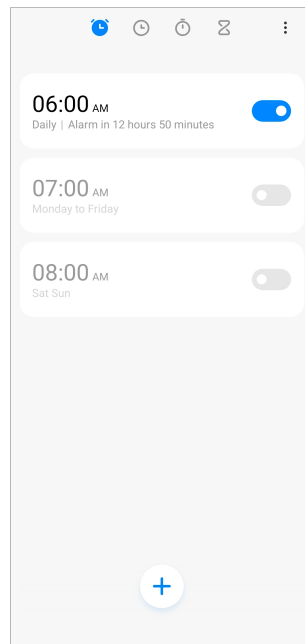 06:00 AM
Daily | Alarm in 12 hours 50 minutes
07:00 AM
Monday to Friday
08:00 AM
Sat Sun